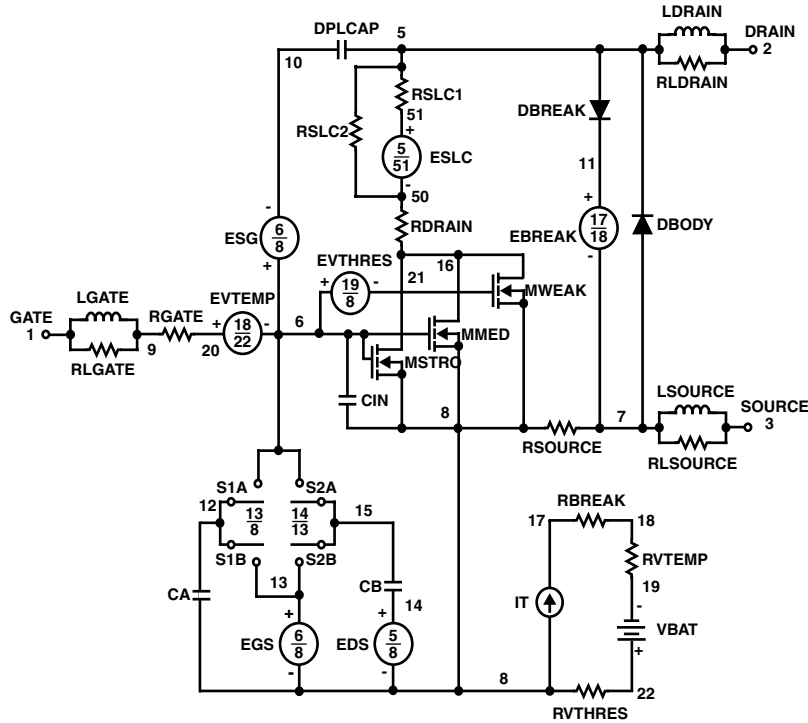 LDRAIN
DPLCAP
5
DRAIN
2
10
RLDRAIN
RSLC1
51
DBREAK
RSLC2
+
5
51
ESLC
11
-
50
-
+
17
18
RDRAIN
6
8
ESG
EBREAK
DBODY
+
EVTHRES
16
-
21
+
19
8
-
MWEAK
LGATE
EVTEMP
GATE
1
RGATE
+
18
22
-
6
MMED
9
20
MSTRO
RLGATE
CIN
LSOURCE
8
7
SOURCE
3
RSOURCE
RLSOURCE
S1A
S2A
RBREAK
12
13
8
14
13
15
17
18
S1B
S2B
RVTEMP
13
CB
19
CA
14
IT
-
+
+
VBAT
EGS
6
8
EDS
5
8
+
-
-
8
22
RVTHRES